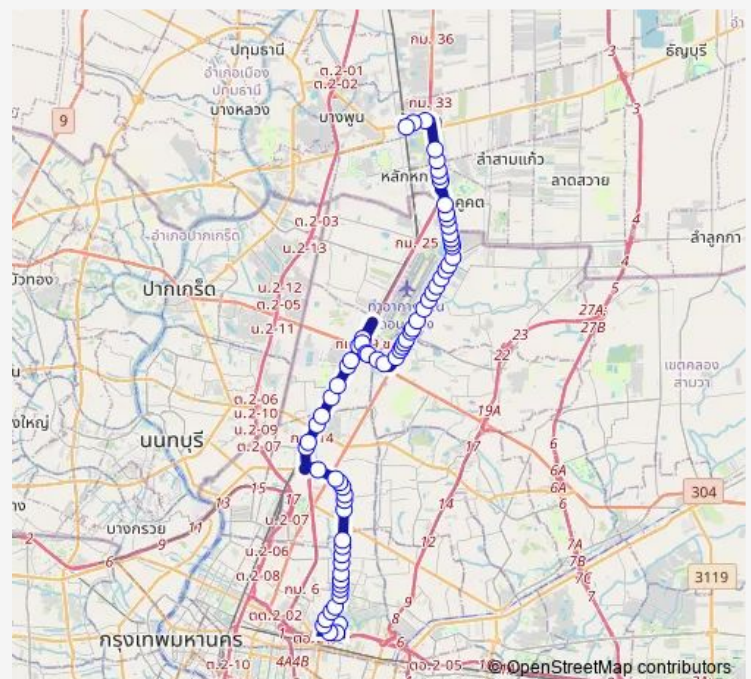 ปทุมธานี
กม. 36
3
ธัญบุรี
ต.2-01
ต.2-02
อำเภอเมือง
ปทุมธานี
บางหลวง
บางพูน
กม. 33
9
3
หลักหก
ลำสามแก้ว
ลาดสวาย
คูคต
4
ต.2-03
อำเภอปากเกร็ด
น.2-13
กม. 25
4
ลำลูกกา
5
ปากเกร็ด
น.2-12
ต.2-05
น.2-11
27A
27B
23
22
เขตคลอง
สามวา
ต.2-06
น.2-10
น.2-09
ต.2-07
19A
17
6
นนทบุรี
15
17
13
11
9
6
2
บางกรวย
14
6A
6A
6
304
น.2-07
น.2-06
ต.2-08
12
7A
7B
7
3119
กม. 6
ตต.2-02
9
8
6
กรุงเทพมหานคร
ต.2-10
1
4A4B
ตอ.2-05
© OpenStreetMap contributors